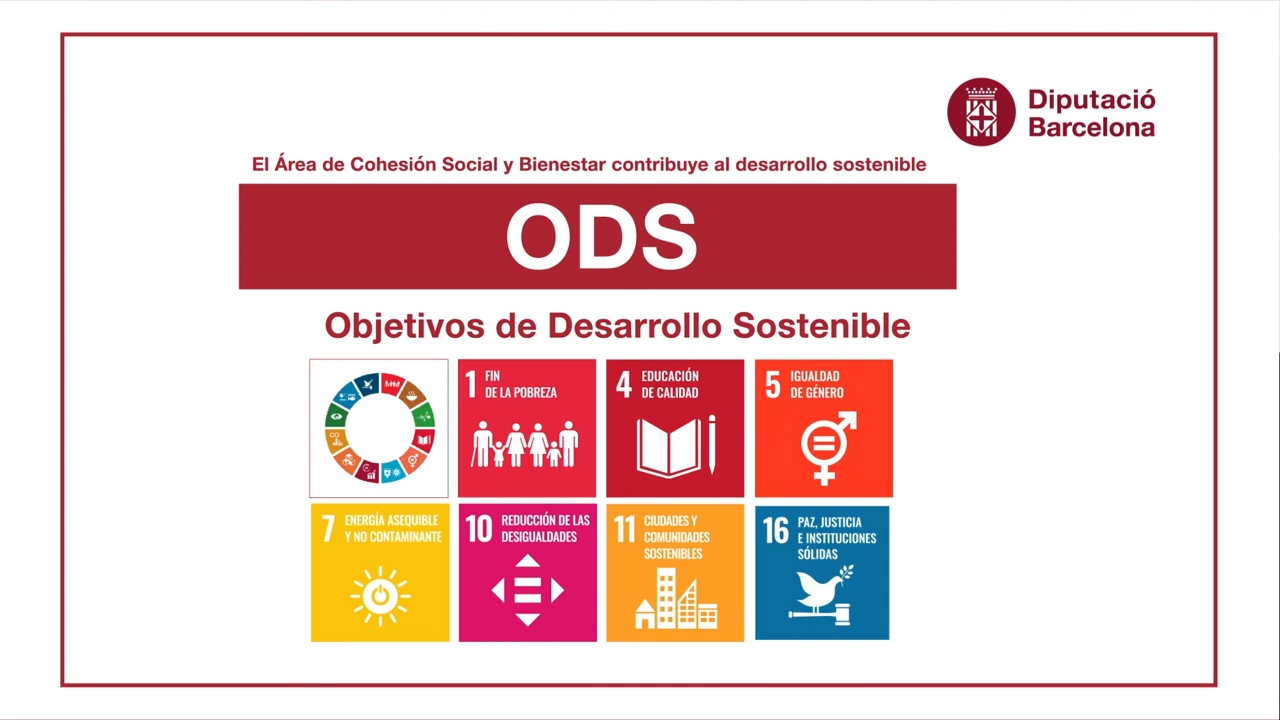 Diputació
Barcelona
El Área de Cohesión Social y Bienestar contribuye al desarrollo sostenible
ODS
Objetivos de Desarrollo Sostenible
1 FIN
DE LA POBREZA
4 EDUCACIÓN
DE CALIDAD
5 IGUALDAD
DE GÉNERO
7 ENERGÍA ASEQUIBLE
Y NO CONTAMINANTE
10 REDUCCIÓN DE LAS
DESIGUALDADES
11 CIUDADES Y
COMUNIDADES
SOSTENIBLES
16 PAZ, JUSTICIA
E INSTITUCIONES
SÓLIDAS